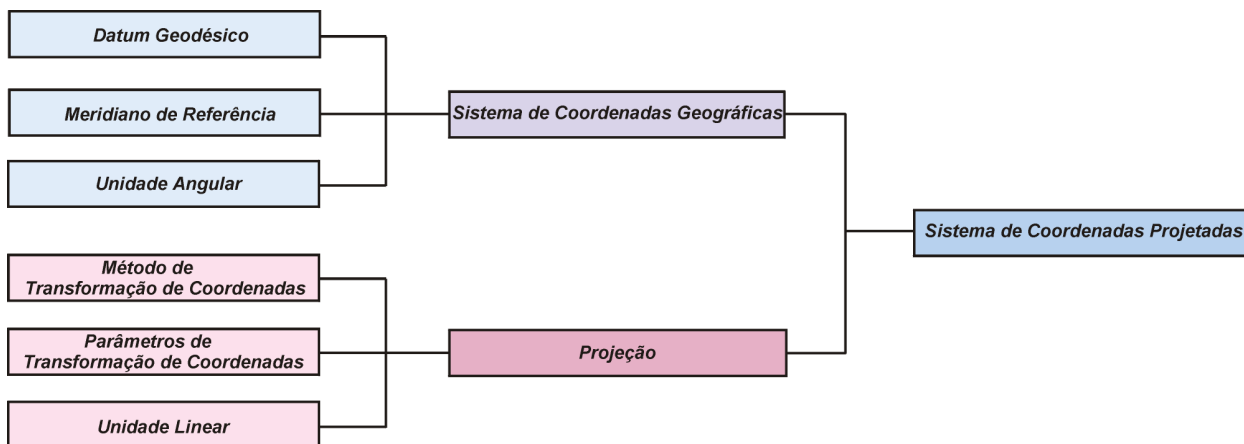 Datum Geodésico
Meridiano de Referência
Unidade Angular
Sistema de Coordenadas Geográficas
Sistema de Coordenadas Projetadas
Método de
Transformação de Coordenadas
Parâmetros de
Transformação de Coordenadas
Projeção
Unidade Linear